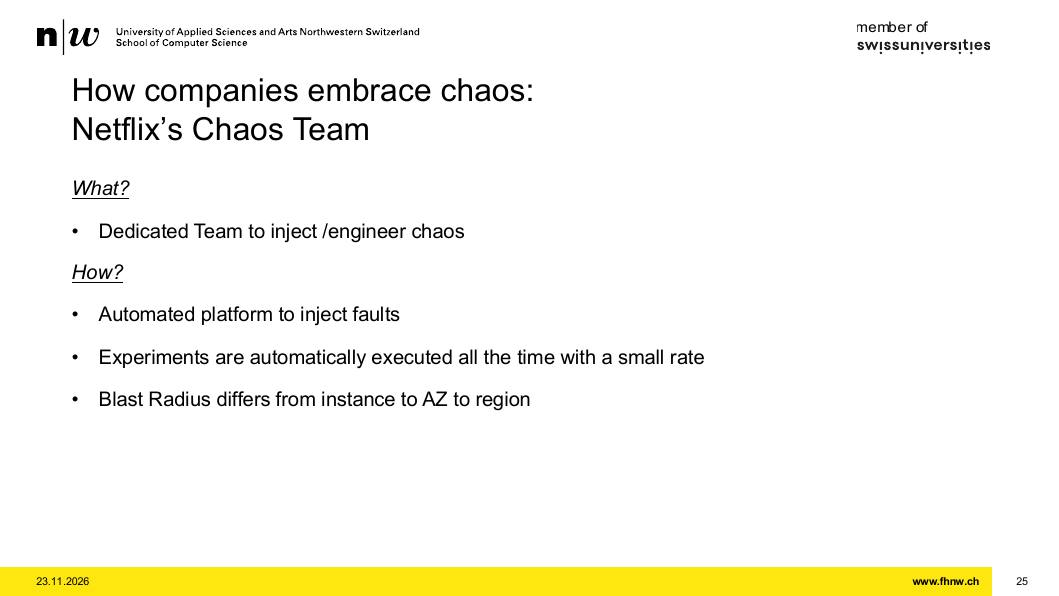 n w University of Applied Sciences and Arts Northwestern Switzerland
School of Computer Science
member of
swissuniversities
How companies embrace chaos:
Netflix’s Chaos Team
What?
• Dedicated Team to inject /engineer chaos
How?
• Automated platform to inject faults
• Experiments are automatically executed all the time with a small rate
• Blast Radius differs from instance to AZ to region
23.11.2026 www.fhnw.ch 25